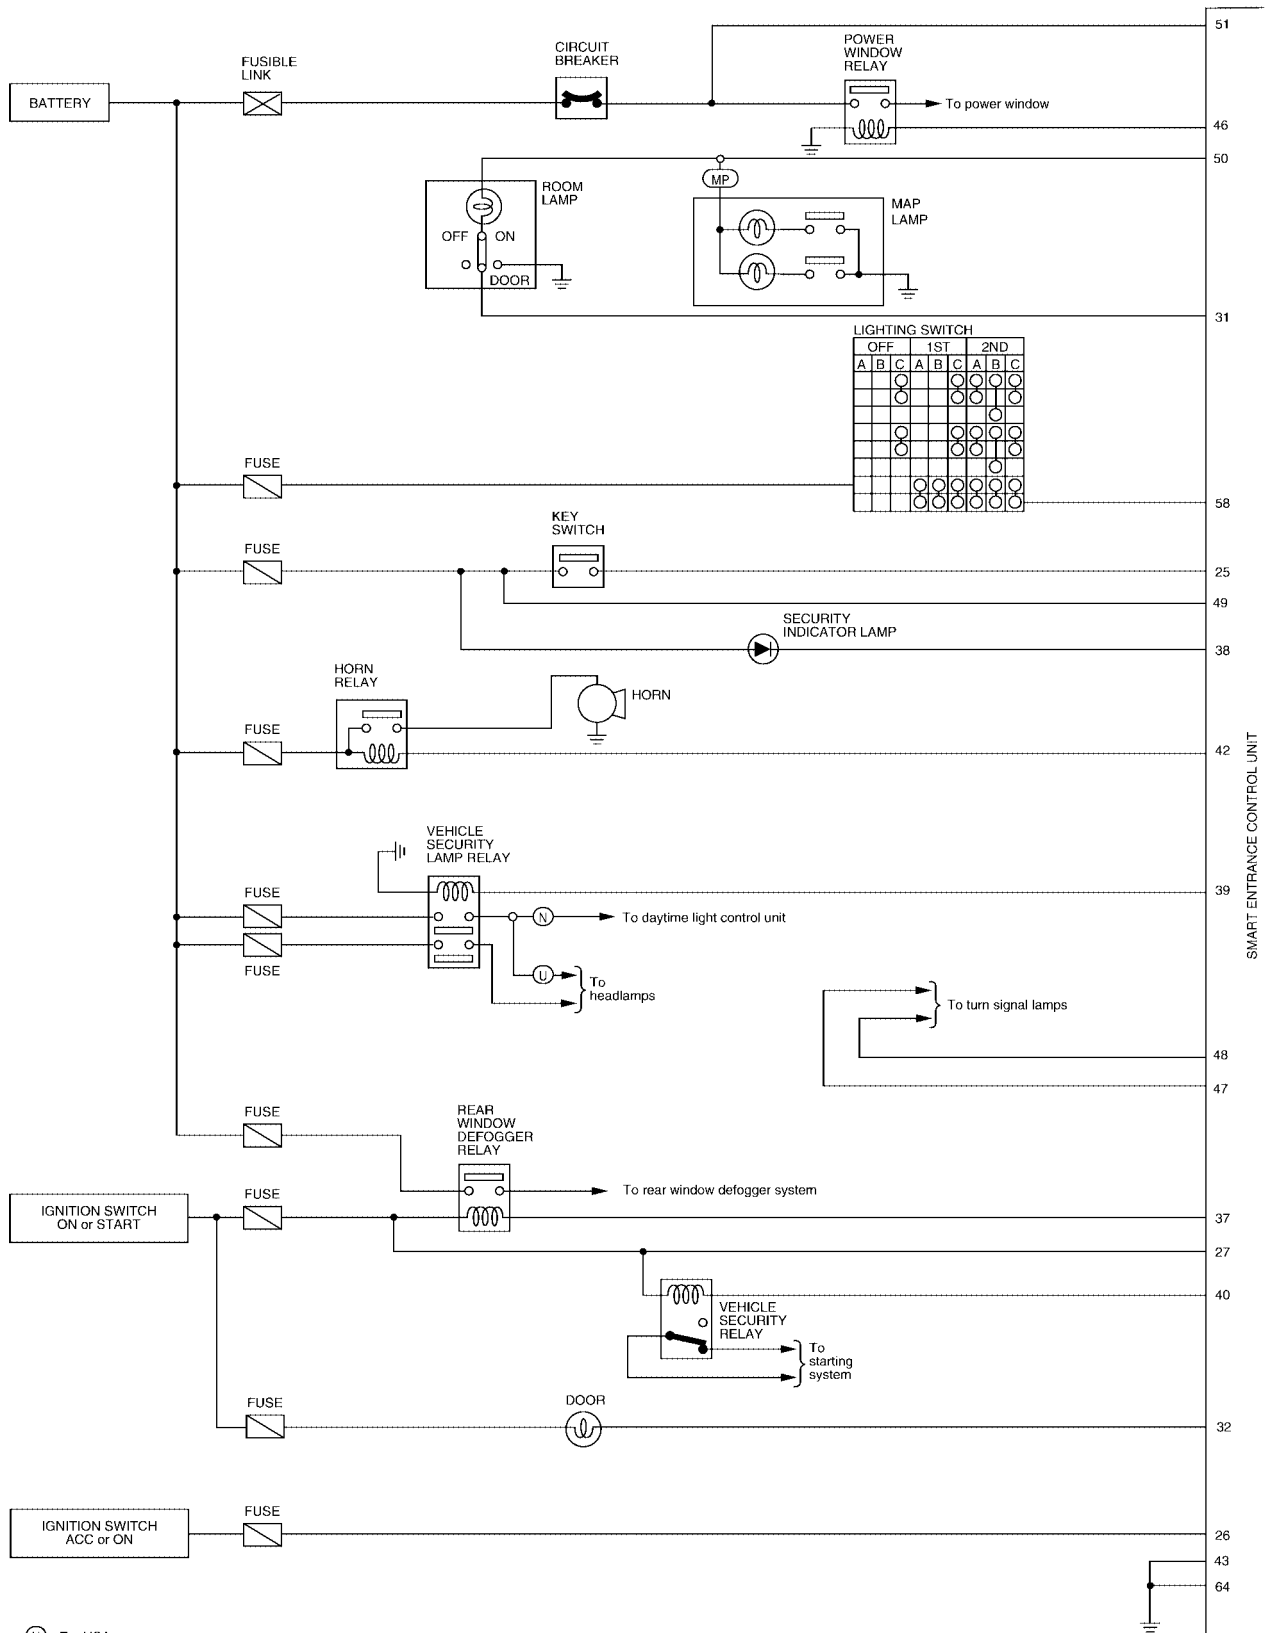 51
CIRCUIT
BREAKER
POWER
WINDOW
RELAY
FUSIBLE
LINK
BATTERY
To power window
46
50
ROOM
LAMP
MP
MAP
LAMP
OFF ON
DOOR
31
LIGHTING SWITCH
OFF 1ST 2ND
A B C A B C A B C
FUSE
58
KEY
SWITCH
FUSE
25
49
SECURITY
INDICATOR LAMP
38
HORN
RELAY
HORN
FUSE
42
SMART ENTRANCE CONTROL UNIT
VEHICLE
SECURITY
LAMP RELAY
39
FUSE
N
To daytime light control unit
FUSE
U
To
headlamps
To turn signal lamps
48
47
FUSE
REAR
WINDOW
DEFOGGER
RELAY
To rear window defogger system
IGNITION SWITCH
ON or START
FUSE
37
27
40
VEHICLE
SECURITY
RELAY
To
starting
system
FUSE
DOOR
32
IGNITION SWITCH
ACC or ON
FUSE
26
43
64